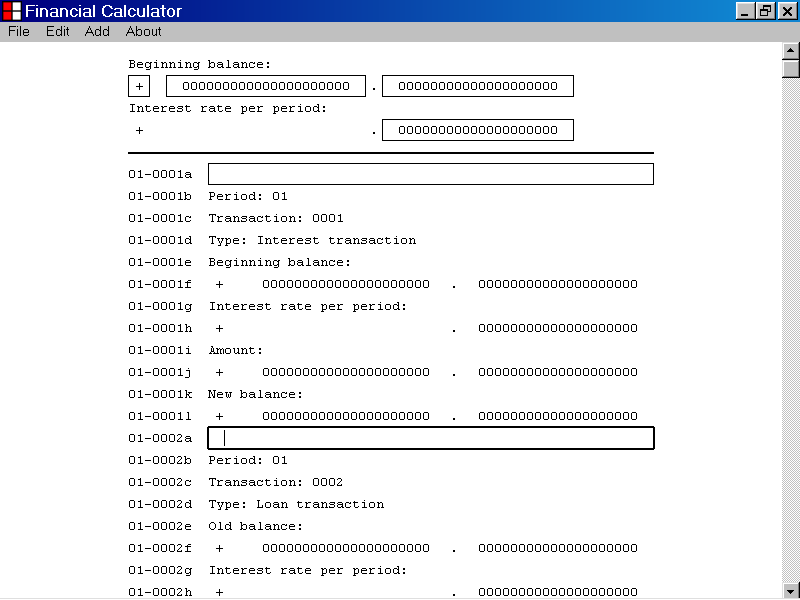 Financial Calculator
File Edit Add About
Beginning balance:
+ 000000000000000000000 . 00000000000000000000
Interest rate per period:
+ . 00000000000000000000
01-0001a
01-0001b Period: 01
01-0001c Transaction: 0001
01-0001d Type: Interest transaction
01-0001e Beginning balance:
01-0001f + 000000000000000000000 . 00000000000000000000
01-0001g Interest rate per period:
01-0001h + . 00000000000000000000
01-0001i Amount:
01-0001j + 000000000000000000000 . 00000000000000000000
01-0001k New balance:
01-0001l + 000000000000000000000 . 00000000000000000000
01-0002a
01-0002b Period: 01
01-0002c Transaction: 0002
01-0002d Type: Loan transaction
01-0002e Old balance:
01-0002f + 000000000000000000000 . 00000000000000000000
01-0002g Interest rate per period:
01-0002h + . 00000000000000000000